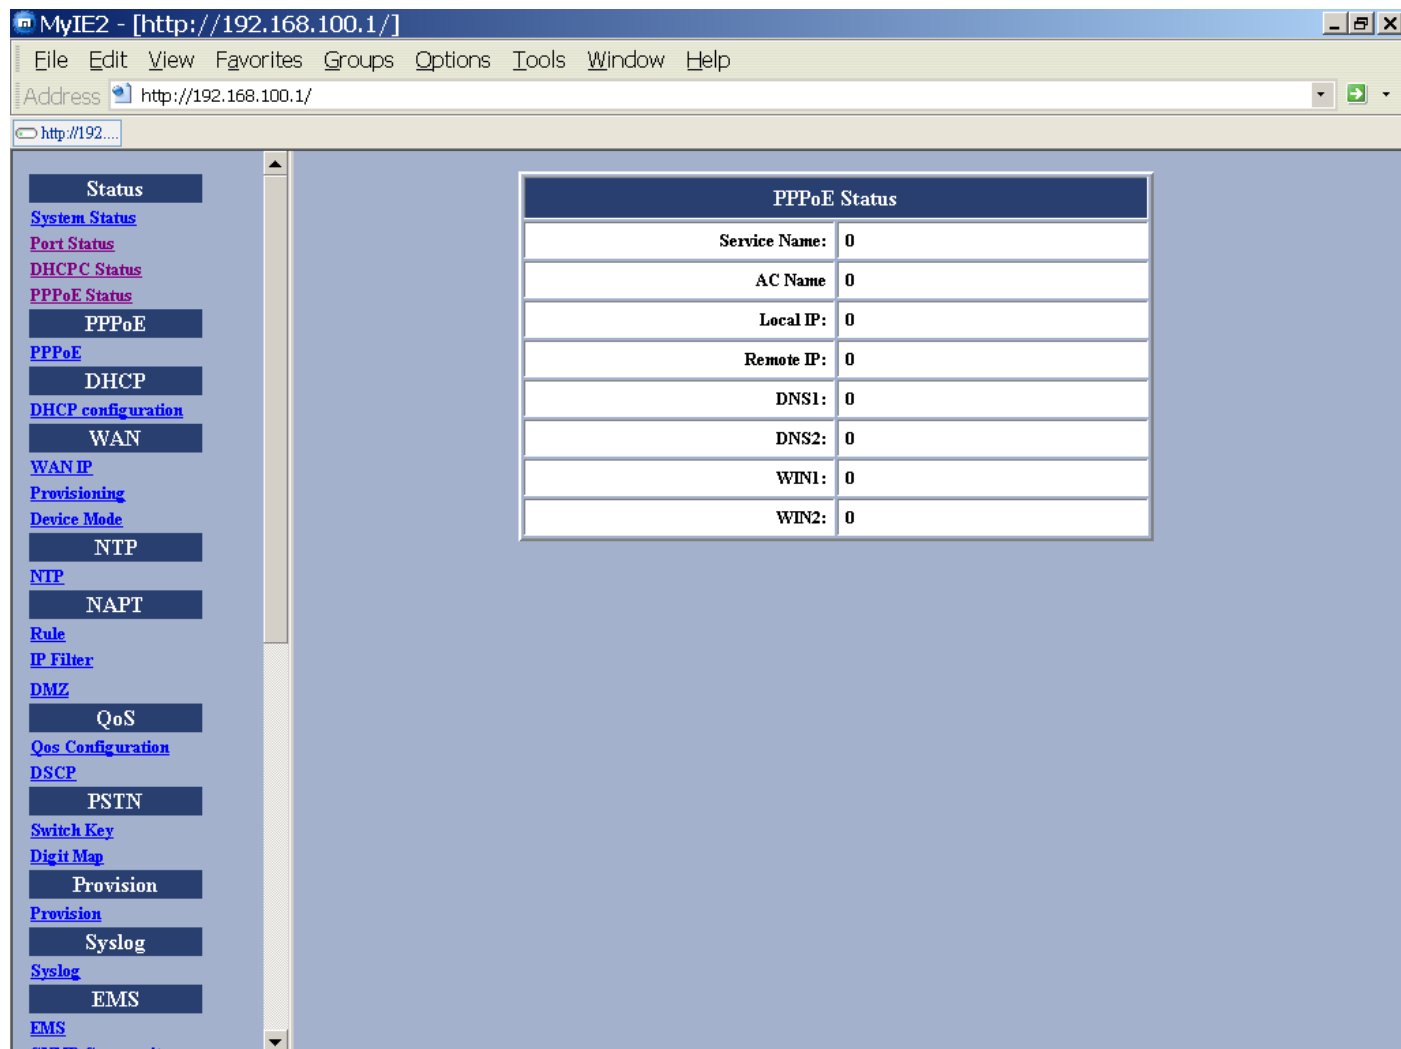 MyIE2 - [http://192.168.100.1/]
File Edit View Favorites Groups Options Tools Window Help
Address http://192.168.100.1/
http://192....
Status
System Status
Port Status
DHCPC Status
PPPoE Status
PPPoE
PPPoE
DHCP
DHCP configuration
WAN
WAN IP
Provisioning
Device Mode
NTP
NTP
NAPT
Rule
IP Filter
DMZ
QoS
Qos Configuration
DSCP
PSTN
Switch Key
Digit Map
Provision
Provision
Syslog
Syslog
EMS
EMS
PPPoE Status
Service Name: 0
AC Name 0
Local IP: 0
Remote IP: 0
DNS1: 0
DNS2: 0
WIN1: 0
WIN2: 0